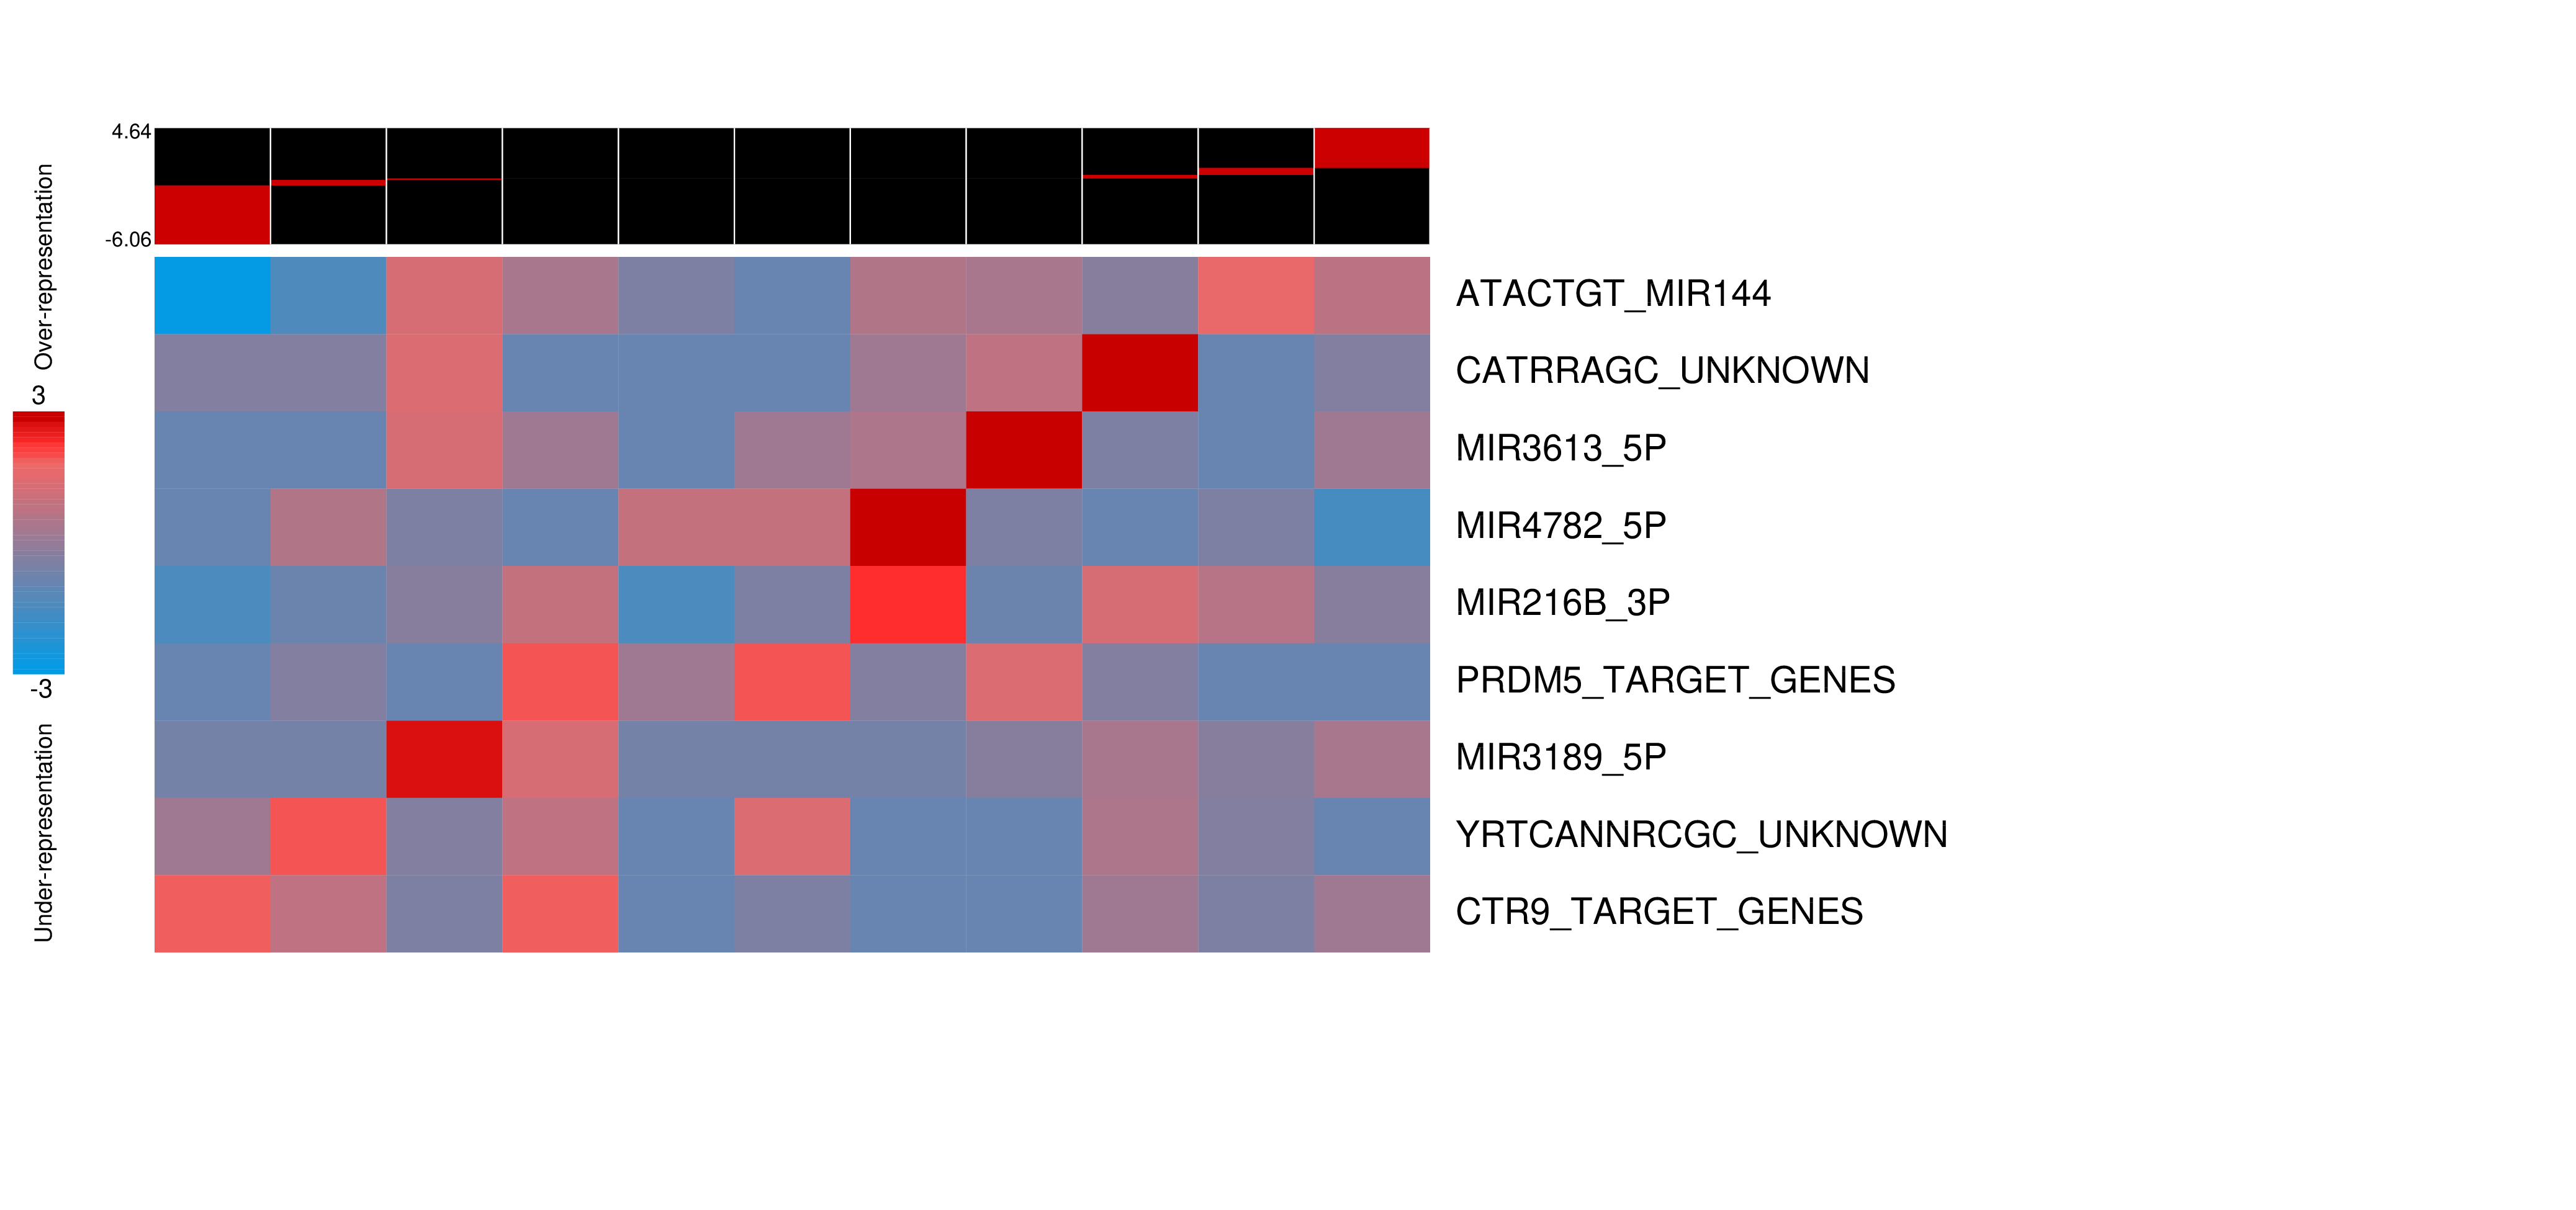 4.64
-6.06
Over-representation
3
-3
Under-representation
ATACTGT_MIR144
CATRRAGC_UNKNOWN
MIR3613_5P
MIR4782_5P
MIR216B_3P
PRDM5_TARGET_GENES
MIR3189_5P
YRTCANNRCGC_UNKNOWN
CTR9_TARGET_GENES